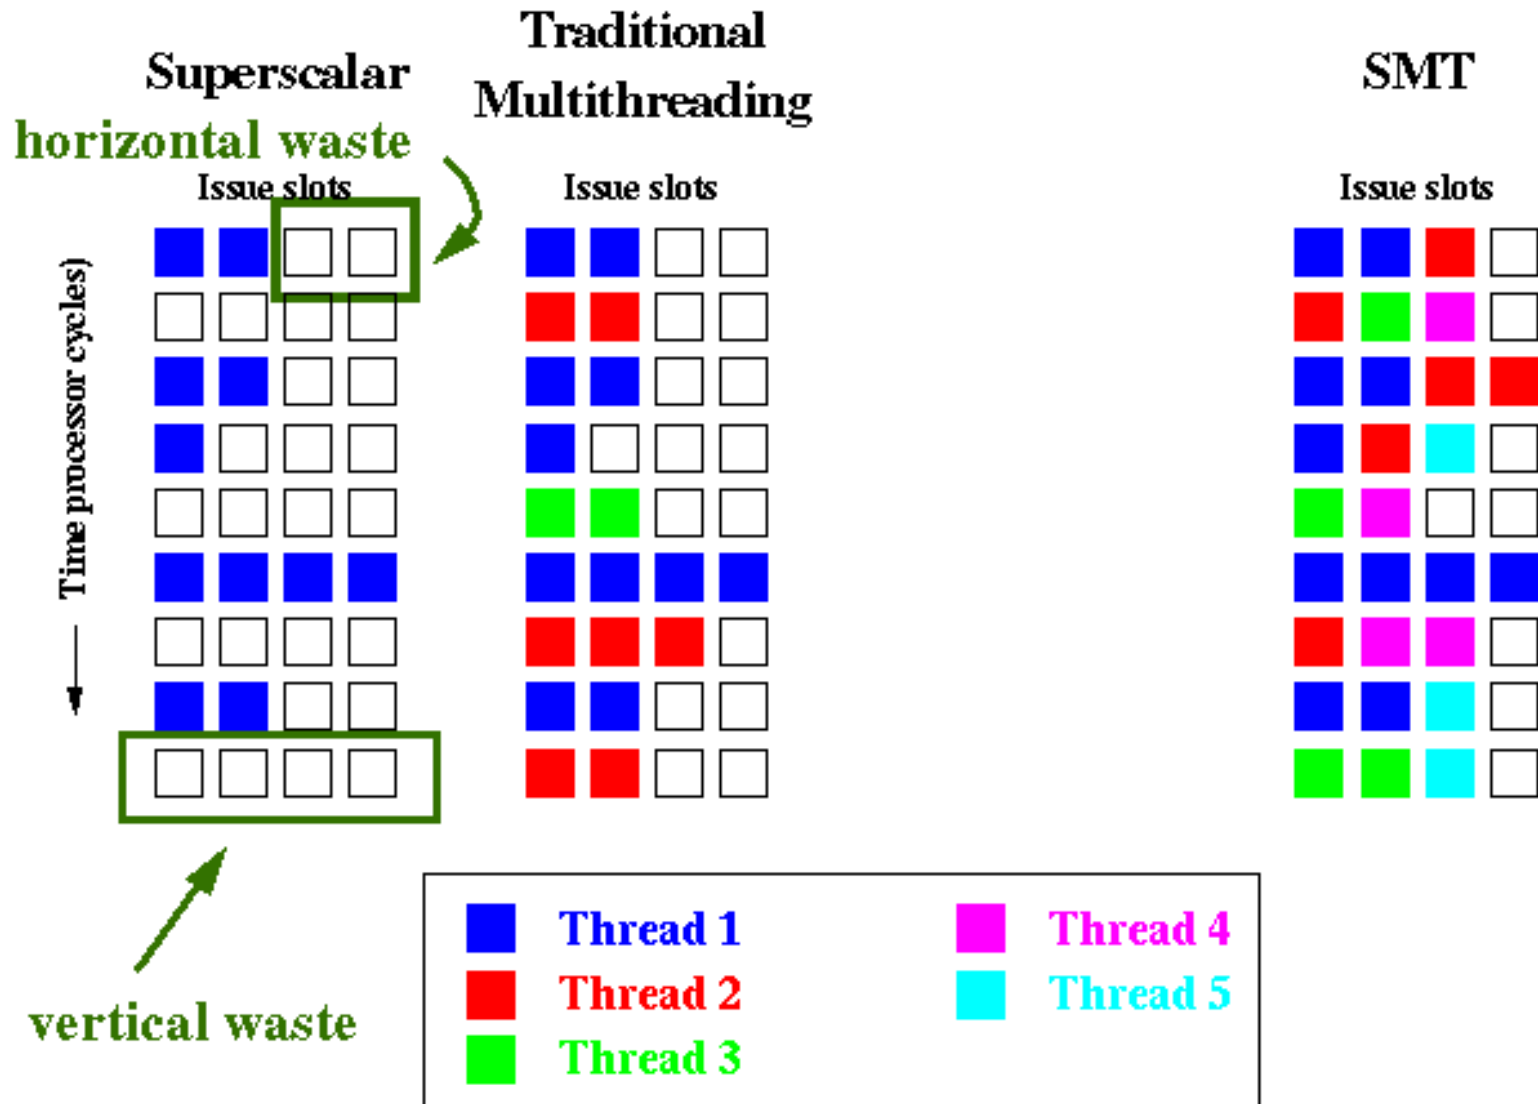 Superscalar
Traditional
Multithreading
SMT
horizontal waste
Issue slots
Issue slots
Issue slots
Time processor cycles)
vertical waste
Thread 1
Thread 4
Thread 2
Thread 5
Thread 3